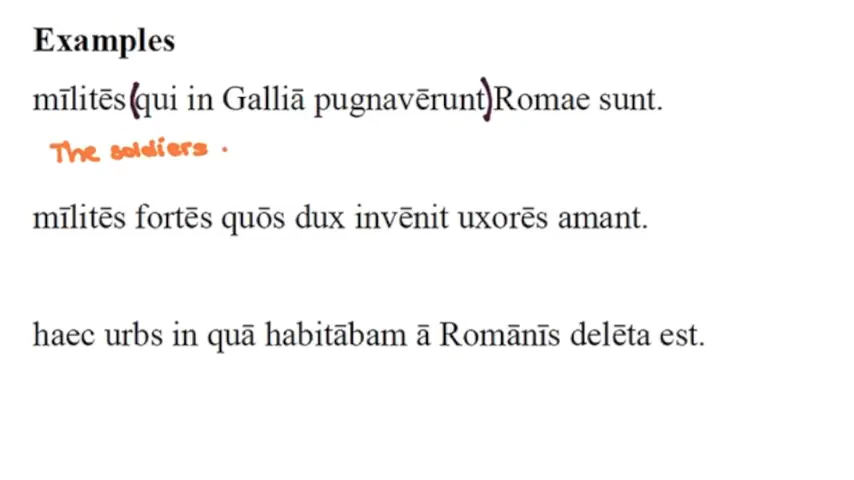 Examples
mīlitēs (qui in Galliā pugnavērunt) Romae sunt.
The soldiers
mīlitēs fortēs quōs dux invēnit uxorēs amant.
haec urbs in quā habitābam ā Romānīs delēta est.